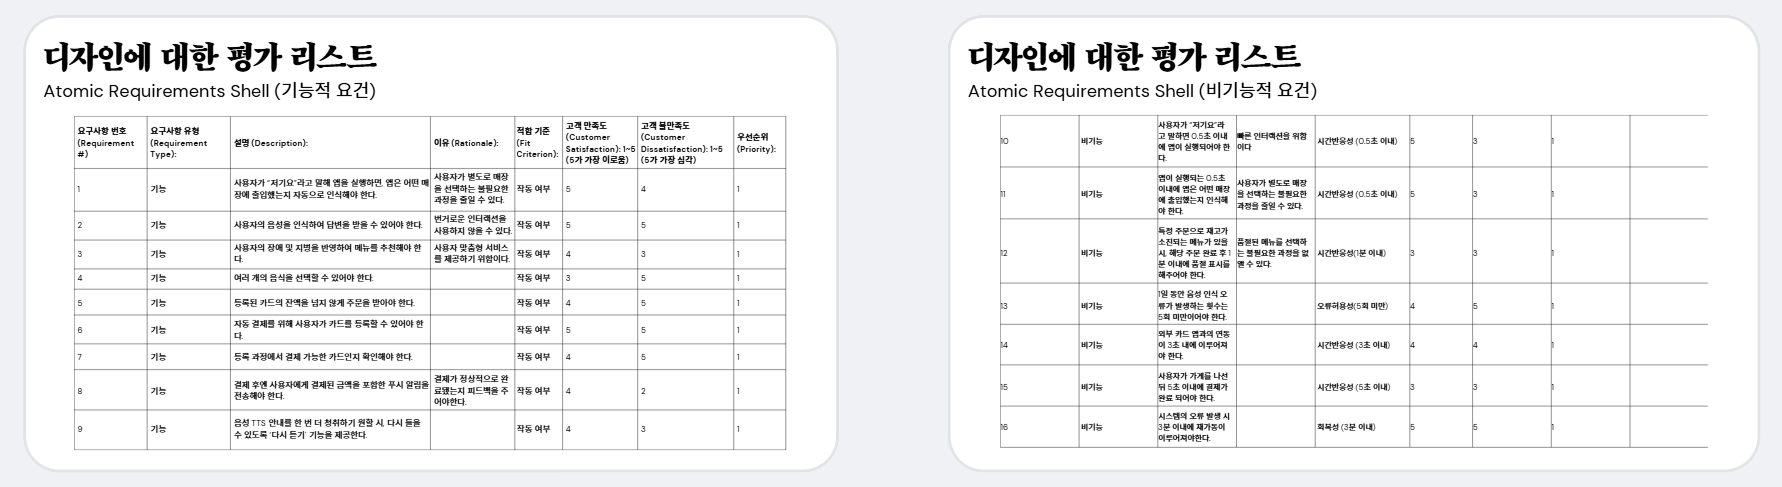 디자인에 대한 평가 리스트
Atomic Requirements Shell (기능적 요건)
요구사항 번호 (Requirement #)
요구사항 유형 (Requirement Type):
설명 (Description):
이유 (Rationale):
적합 기준 (Fit Criterion):
고객 만족도 (Customer Satisfaction): 1~5 (5가 가장 이로움)
고객 불만족도 (Customer Dissatisfaction): 1~5 (5가 가장 심각)
우선순위 (Priority):
1
기능
사용자가 “저기요”라고 말해 앱을 실행하면, 앱은 어떤 매
장에 출입했는지 자동으로 인식해야 한다.
사용자가 별도로 매장
을 선택하는 불필요한
과정을 줄일 수 있다.
작동 여부
5
4
1
2
기능
사용자의 음성을 인식하여 답변을 받을 수 있어야 한다.
번거로운 인터랙션을
사용하지 않을 수 있다.
작동 여부
5
5
1
3
기능
사용자의 장애 및 지병을 반영하여 메뉴를 추천해야 한
다.
사용자 맞춤형 서비스
를 제공하기 위함이다.
작동 여부
4
3
1
4
기능
여러 개의 음식을 선택할 수 있어야 한다.
작동 여부
3
5
1
5
기능
등록된 카드의 잔액을 넘지 않게 주문을 받아야 한다.
작동 여부
4
5
1
6
기능
자동 결제를 위해 사용자가 카드를 등록할 수 있어야 한
다.
작동 여부
5
5
1
7
기능
등록 과정에서 결제 가능한 카드인지 확인해야 한다.
작동 여부
4
5
1
8
기능
결제 후엔 사용자에게 결제된 금액을 포함한 푸시 알림을
전송해야 한다.
결제가 정상적으로 완
료됐는지 피드백을 주
어야한다.
작동 여부
4
2
1
9
기능
음성 TTS 안내를 한 번 더 청취하기 원할 시, 다시 들을
수 있도록 ‘다시 듣기’ 기능을 제공한다.
작동 여부
4
3
1
디자인에 대한 평가 리스트
Atomic Requirements Shell (비기능적 요건)
10
비기능
사용자가 “저기요”라
고 말하면 0.5초 이내
에 앱이 실행되어야 한
다.
빠른 인터랙션을 위함
이다
시간반응성 (0.5초 이내)
5
3
1
11
비기능
앱이 실행되는 0.5초
이내에 앱은 어떤 매장
에 출입했는지 인식해
야 한다.
사용자가 별도로 매장
을 선택하는 불필요한
과정을 줄일 수 있다.
시간반응성 (0.5초 이내)
5
3
1
12
비기능
특정 주문으로 재고가
소진되는 메뉴가 있을
시, 해당 주문 완료 후 1
분 이내에 품절 표시를
해주어야 한다.
품절된 메뉴를 선택하
는 불필요한 과정을 없
앨 수 있다.
시간반응성(1분 이내)
3
3
1
13
비기능
1일 동안 음성 인식 오
류가 발생하는 횟수는
5회 미만이어야 한다.
오류허용성(5회 미만)
4
5
1
14
비기능
외부 카드 앱과의 연동
이 3초 내에 이루어져
야 한다.
시간반응성 (3초 이내)
4
4
1
15
비기능
사용자가 가게를 나선
뒤 5초 이내에 결제가
완료 되어야 한다.
시간반응성 (5초 이내)
3
3
1
16
비기능
시스템의 오류 발생 시
3분 이내에 재가동이
이루어져야한다.
회복성 (3분 이내)
5
5
1